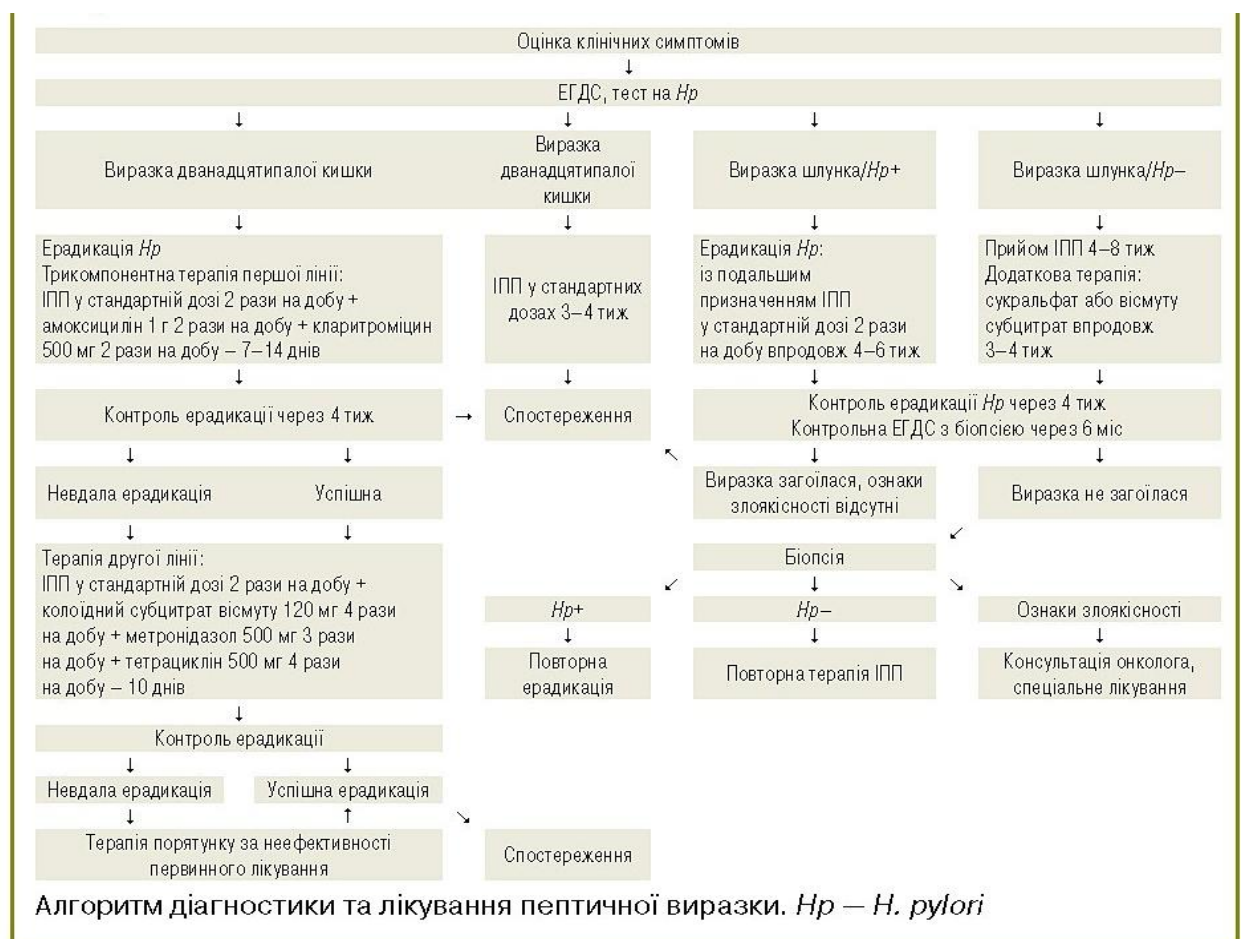 Оцінка клінічних симптомів
↓
ЕГДС, тест на Hp
↓ ↓ ↓ ↓
Виразка дванадцятипалої кишки
Виразка
дванадцятипалої
кишки
Виразка шлунка/Hp+
Виразка шлунка/Hp–
↓ ↓ ↓ ↓
Ерадикація Hp
Трикомпонентна терапія першої лінії:
ІПП у стандартній дозі 2 рази на добу +
амоксицилін 1 г 2 рази на добу + кларитроміцин
500 мг 2 рази на добу – 7–14 днів
ІПП у стандартних
дозах 3–4 тиж
Ерадикація Hp:
із подальшим
призначенням ІПП
у стандартній дозі 2 рази
на добу впродовж 4–6 тиж
Прийом ІПП 4–8 тиж
Додаткова терапія:
сукральфат або вісмуту
субцитрат впродовж
3–4 тиж
↓ ↓ ↓ ↓
Контроль ерадикації через 4 тиж
→
Спостереження
Контроль ерадикації Hp через 4 тиж
Контрольна ЕГДС з біопсією через 6 міс
↓ ↓ ↖ ↓
Невдала ерадикація
Успішна
Виразка загоїлася, ознаки
злоякісності відсутні
Виразка не загоїлася
↓ ↓ ↙
Терапія другої лінії:
ІПП у стандартній дозі 2 рази на добу +
колоїдний субцитрат вісмуту 120 мг 4 рази
на добу + метронідазол 500 мг 3 рази
на добу + тетрациклін 500 мг 4 рази
на добу – 10 днів
Біопсія
↙ ↓ ↘
Hp+
Hp–
Ознаки злоякісності
↓ ↓ ↓
Повторна
ерадикація
Повторна терапія ІПП
Консультація онколога,
спеціальне лікування
↓
Контроль ерадикації
↓ ↓
Невдала ерадикація
Успішна ерадикація
↓ ↑ ↘
Терапія порятунку за неефективності
первинного лікування
Спостереження
Алгоритм діагностики та лікування пептичної виразки. Hp — H. pylori